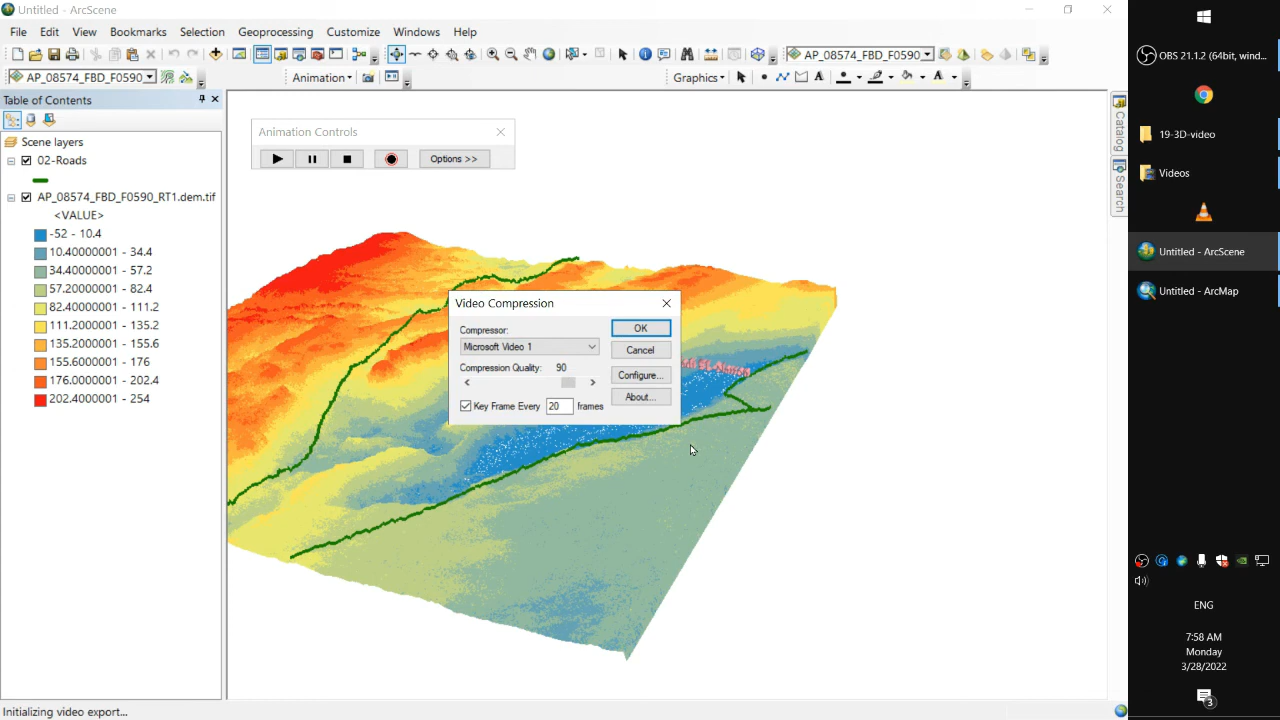 Untitled - ArcScene
File Edit View Bookmarks Selection Geoprocessing Customize Windows Help
AP_08574_FBD_F0590
AP_08574_FBD_F0590 Animation Graphics
Table of Contents
Scene layers
02-Roads
AP_08574_FBD_F0590_RT1.dem.tif
<VALUE>
-52 - 10.4
10.40000001 - 34.4
34.4000001 - 57.2
57.2000001 - 82.4
82.4000001 - 111.2
111.2000001 - 135.2
135.2000001 - 155.6
155.6000001 - 176
176.0000001 - 202.4
202.4000001 - 254
Animation Controls
Options >>
Video Compression
Compressor:
Microsoft Video 1
Compression Quality: 90
Key Frame Every 20 frames
OK
Cancel
Configure...
About...
Catalog
Search
Initializing video export...
OBS 21.1.2 (64bit, wind...
19-3D-video
Videos
Untitled - ArcScene
Untitled - ArcMap
ENG
7:58 AM
Monday
3/28/2022
3